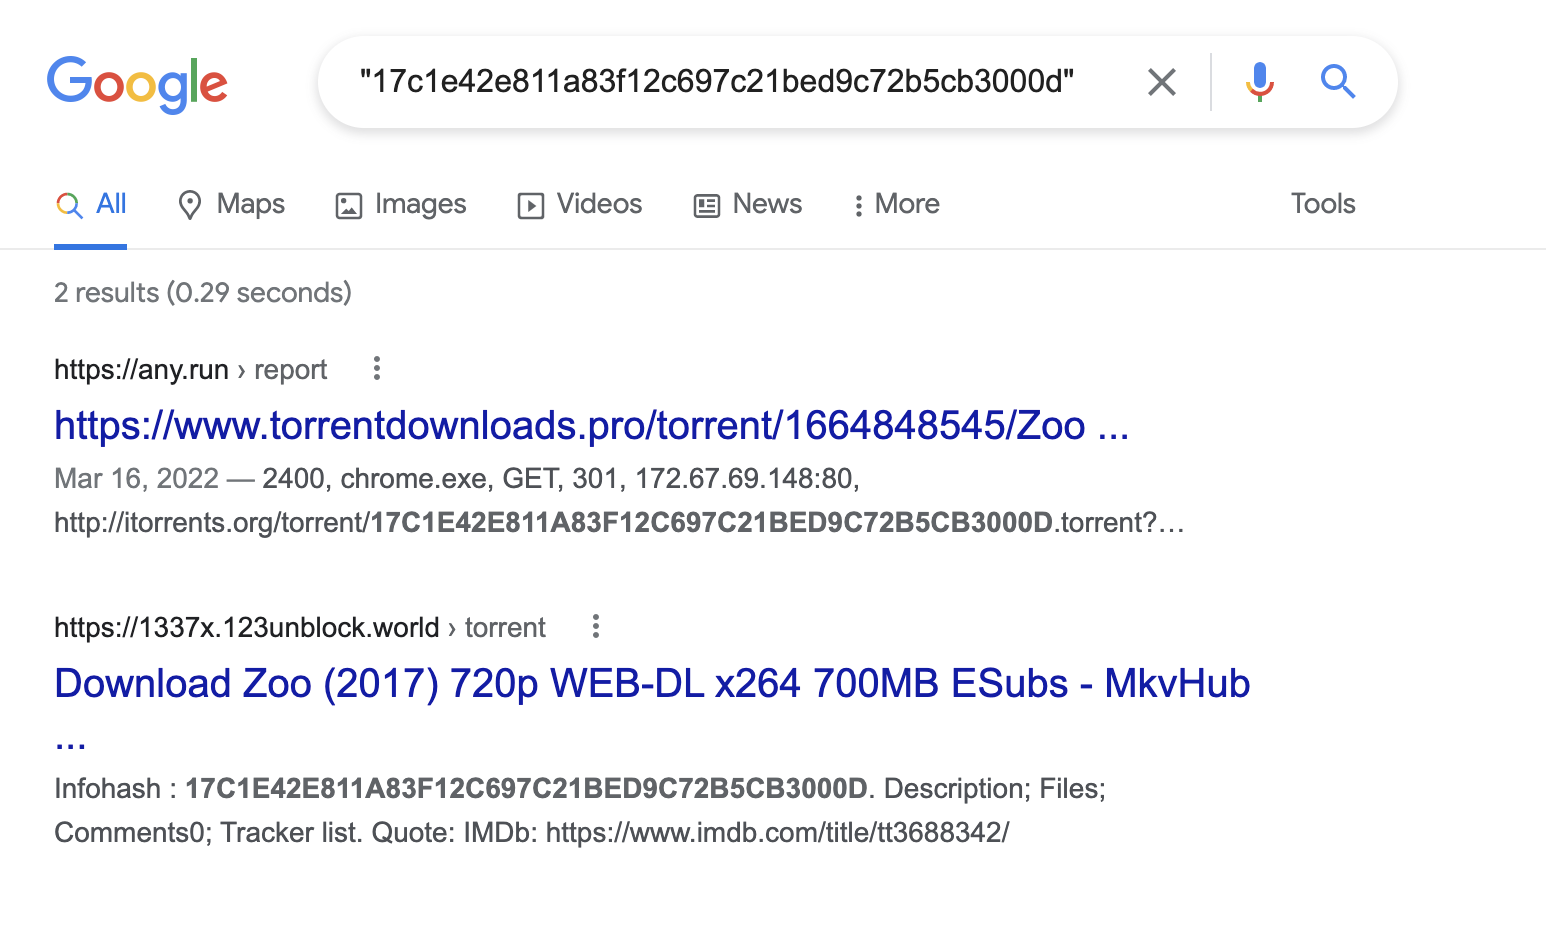 Google
"17c1e42e811a83f12c697c21bed9c72b5cb3000d"
All Maps Images Videos News More Tools
2 results (0.29 seconds)
https://any.run › report
https://www.torrentdownloads.pro/torrent/1664848545/Zoo ...
Mar 16, 2022 — 2400, chrome.exe, GET, 301, 172.67.69.148:80,
http://itorrents.org/torrent/17C1E42E811A83F12C697C21BED9C72B5CB3000D.torrent?...
https://1337x.123unblock.world › torrent
Download Zoo (2017) 720p WEB-DL x264 700MB ESubs - MkvHub
...
Infohash : 17C1E42E811A83F12C697C21BED9C72B5CB3000D. Description; Files;
Comments0; Tracker list. Quote: IMDb: https://www.imdb.com/title/tt3688342/